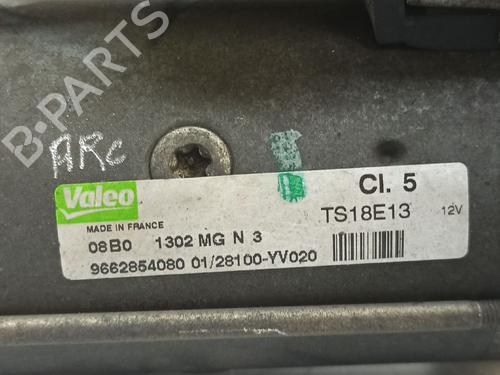 B-PARTS
ARC
Valeo
Cl. 5
MADE IN FRANCE
TS18E13 12V
08B0 1302 MG N 3
9662854080 01/28100-YV020